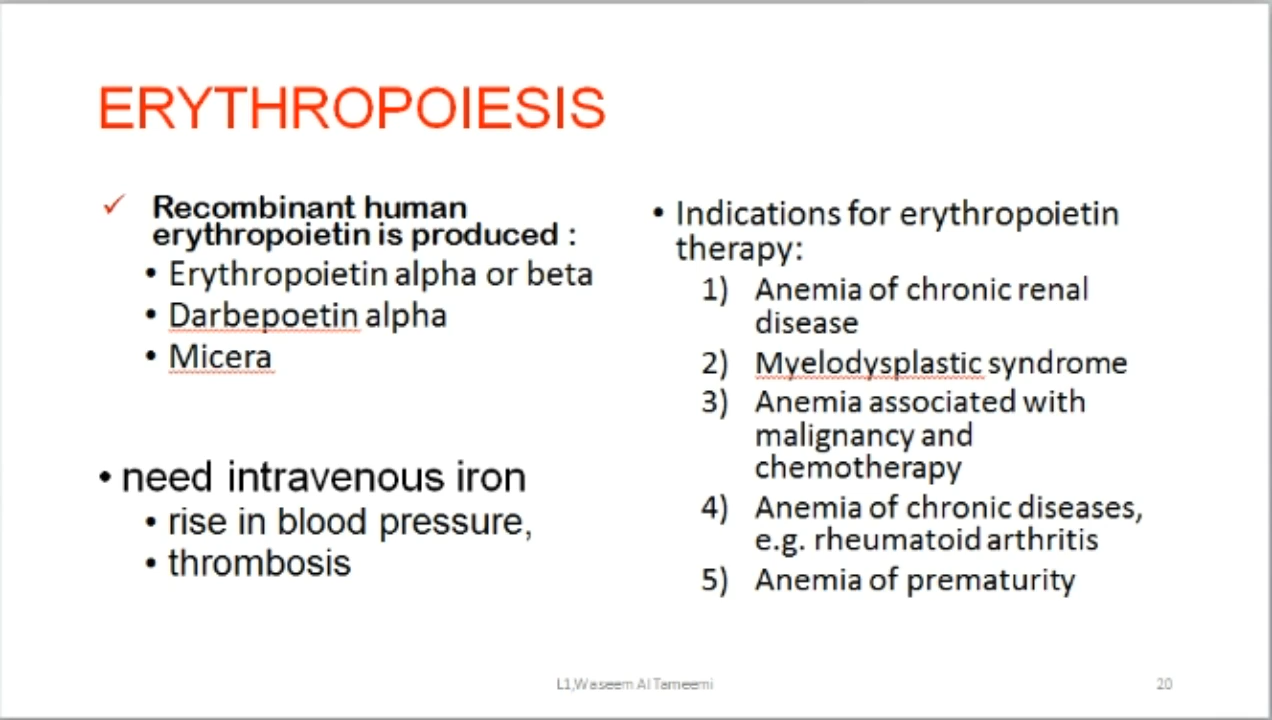 ERYTHROPOIESIS
✓ Recombinant human
erythropoietin is produced :
• Erythropoietin alpha or beta
• Darbepoetin alpha
• Micera
• need intravenous iron
• rise in blood pressure,
• thrombosis
• Indications for erythropoietin
therapy:
1) Anemia of chronic renal
disease
2) Myelodysplastic syndrome
3) Anemia associated with
malignancy and
chemotherapy
4) Anemia of chronic diseases,
e.g. rheumatoid arthritis
5) Anemia of prematurity
L1,Waseem Al Tameemi
20